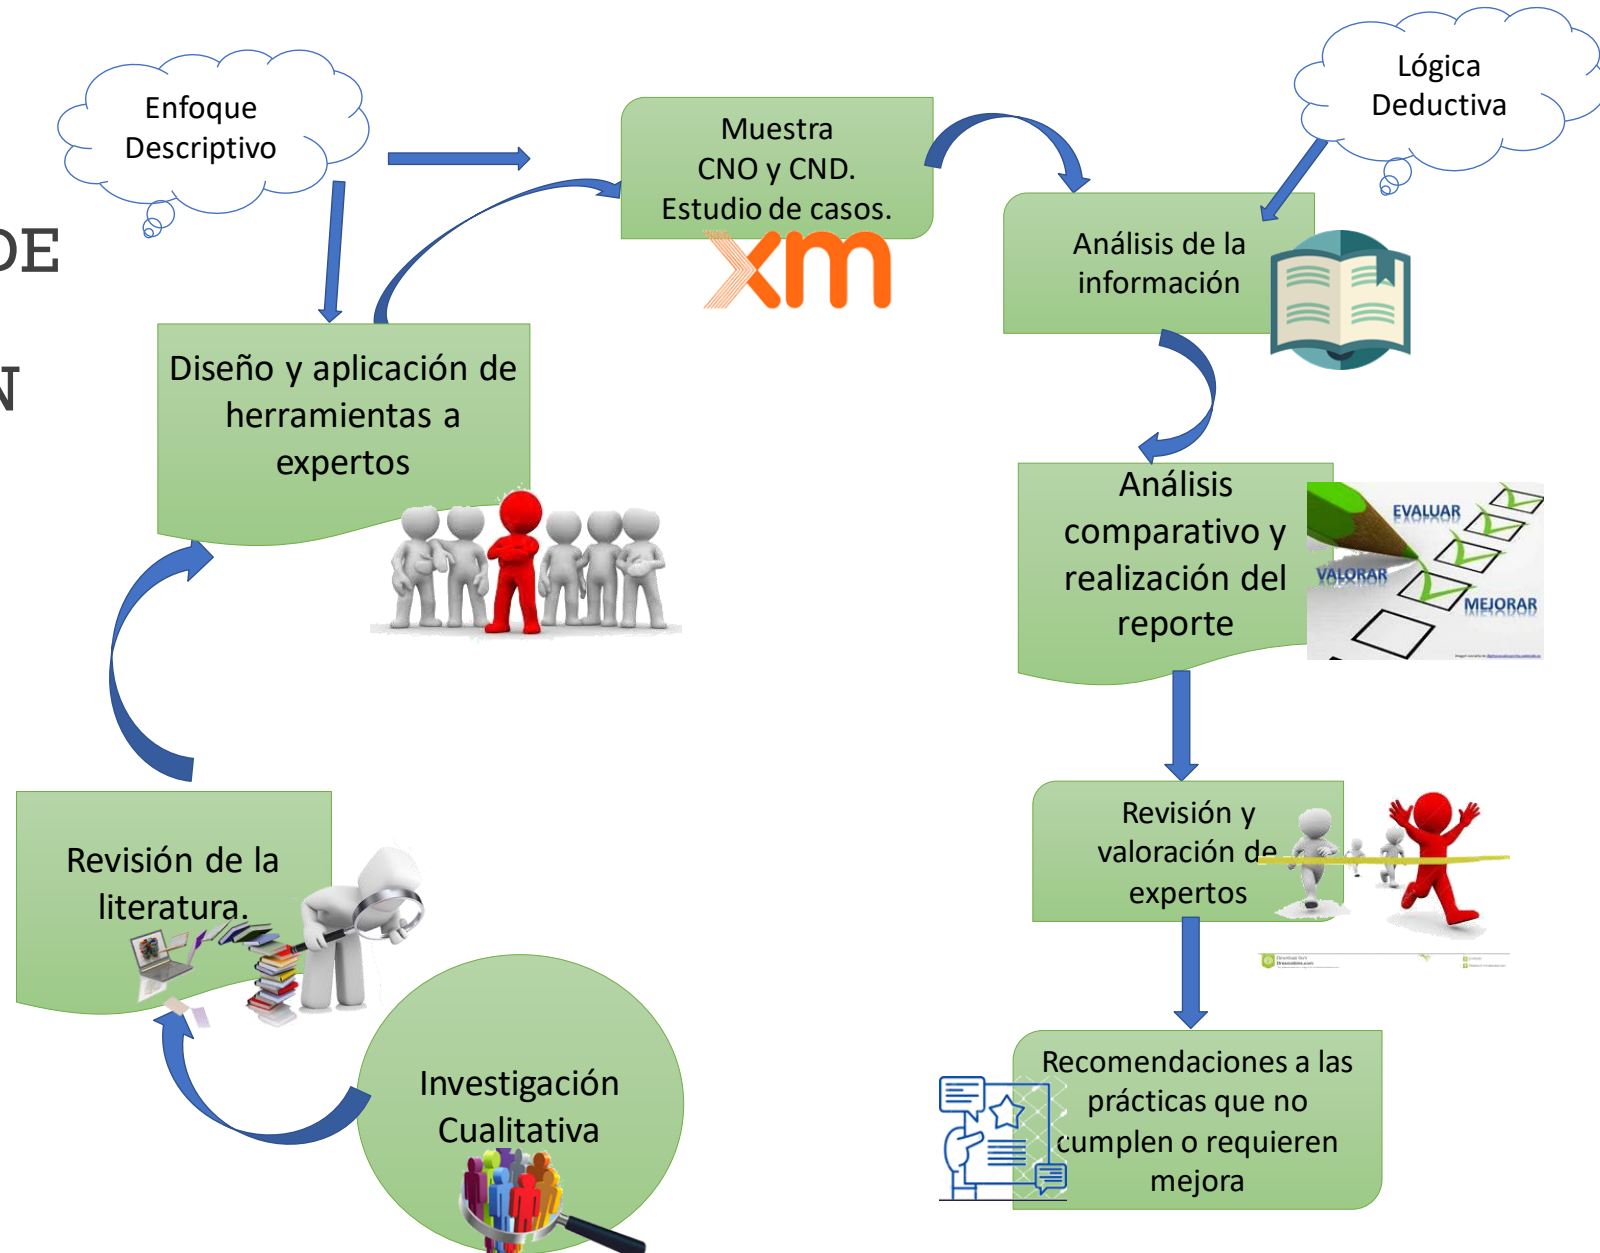 Enfoque
Descriptivo
Lógica
Deductiva
Muestra
CNO y CND.
Estudio de casos.
xm
DE
N
Análisis de la
información
Diseño y aplicación de
herramientas a
expertos
Análisis
comparativo y
realización del
reporte
EVALUAR
VALORAR
MEJORAR
Revisión y
valoración de
expertos
Revisión de la
literatura.
Investigación
Cualitativa
Recomendaciones a las
prácticas que no
cumplen o requieren
mejora